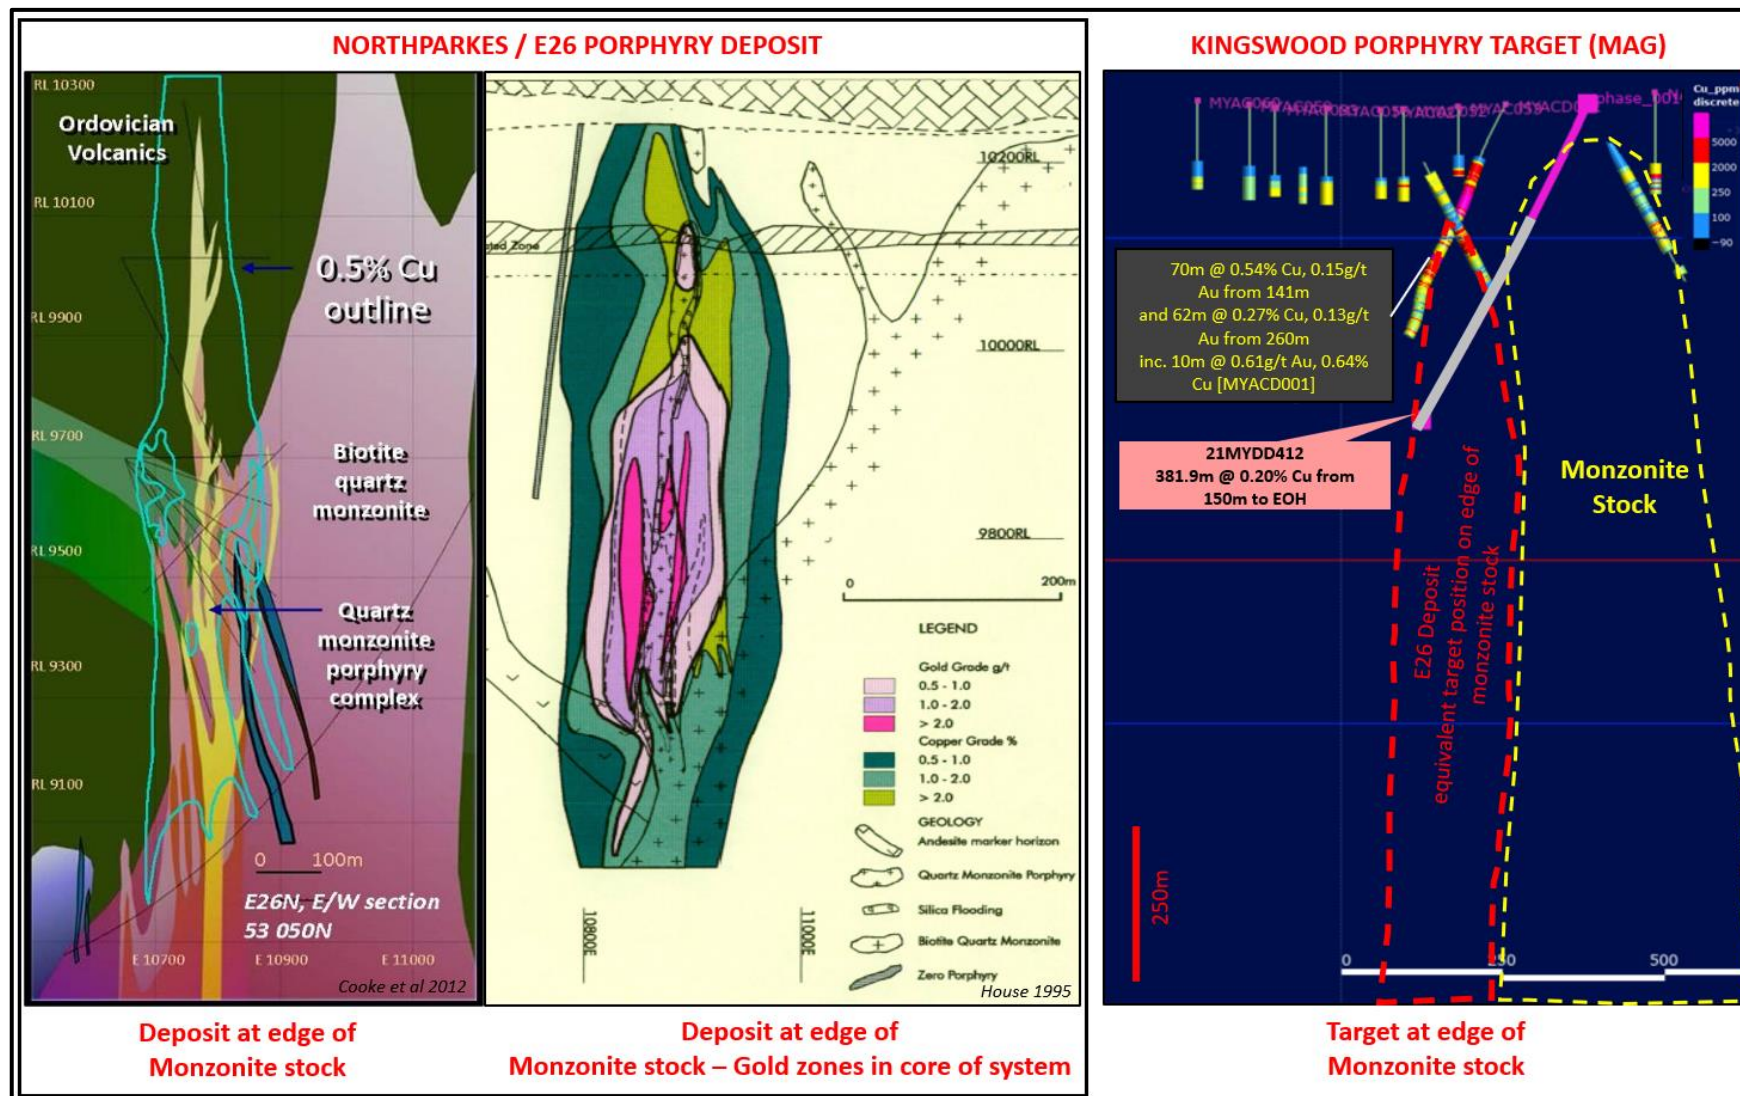 NORTHPARKES / E26 PORPHYRY DEPOSIT
RL 10300
Ordovician
Volcanics
RL 10100
0.5% Cu
outline
RL 9900
RL 9700
Biotite
quartz
monzonite
RL 9500
Quartz
monzonite
porphyry
complex
RL 9300
RL 9100
0 100m
E26N, E/W section
53 050N
E 10700 E 10900 E 11000
Cooke et al 2012
Deposit at edge of
Monzonite stock
10200RL
Zone
10000RL
9800RL
0 200m
LEGEND
Gold Grade g/t
0.5 - 1.0
1.0 - 2.0
> 2.0
Copper Grade %
0.5 - 1.0
1.0 - 2.0
> 2.0
GEOLOGY
Andesite marker horizon
Quartz Monzonite Porphyry
Silica Flooding
Biotite Quartz Monzonite
Zero Porphyry
10800E
11000E
House 1995
Deposit at edge of
Monzonite stock – Gold zones in core of system
KINGSWOOD PORPHYRY TARGET (MAG)
Cu_ppm
discrete
5000
2000
250
100
~90
70m @ 0.54% Cu, 0.15g/t
Au from 141m
and 62m @ 0.27% Cu, 0.13g/t
Au from 260m
inc. 10m @ 0.61g/t Au, 0.64%
Cu [MYACD001]
21MYDD412
381.9m @ 0.20% Cu from
150m to EOH
Monzonite
Stock
E26 Deposit
equivalent target position on edge of
monzonite stock
250m
0 250 500
Target at edge of
Monzonite stock